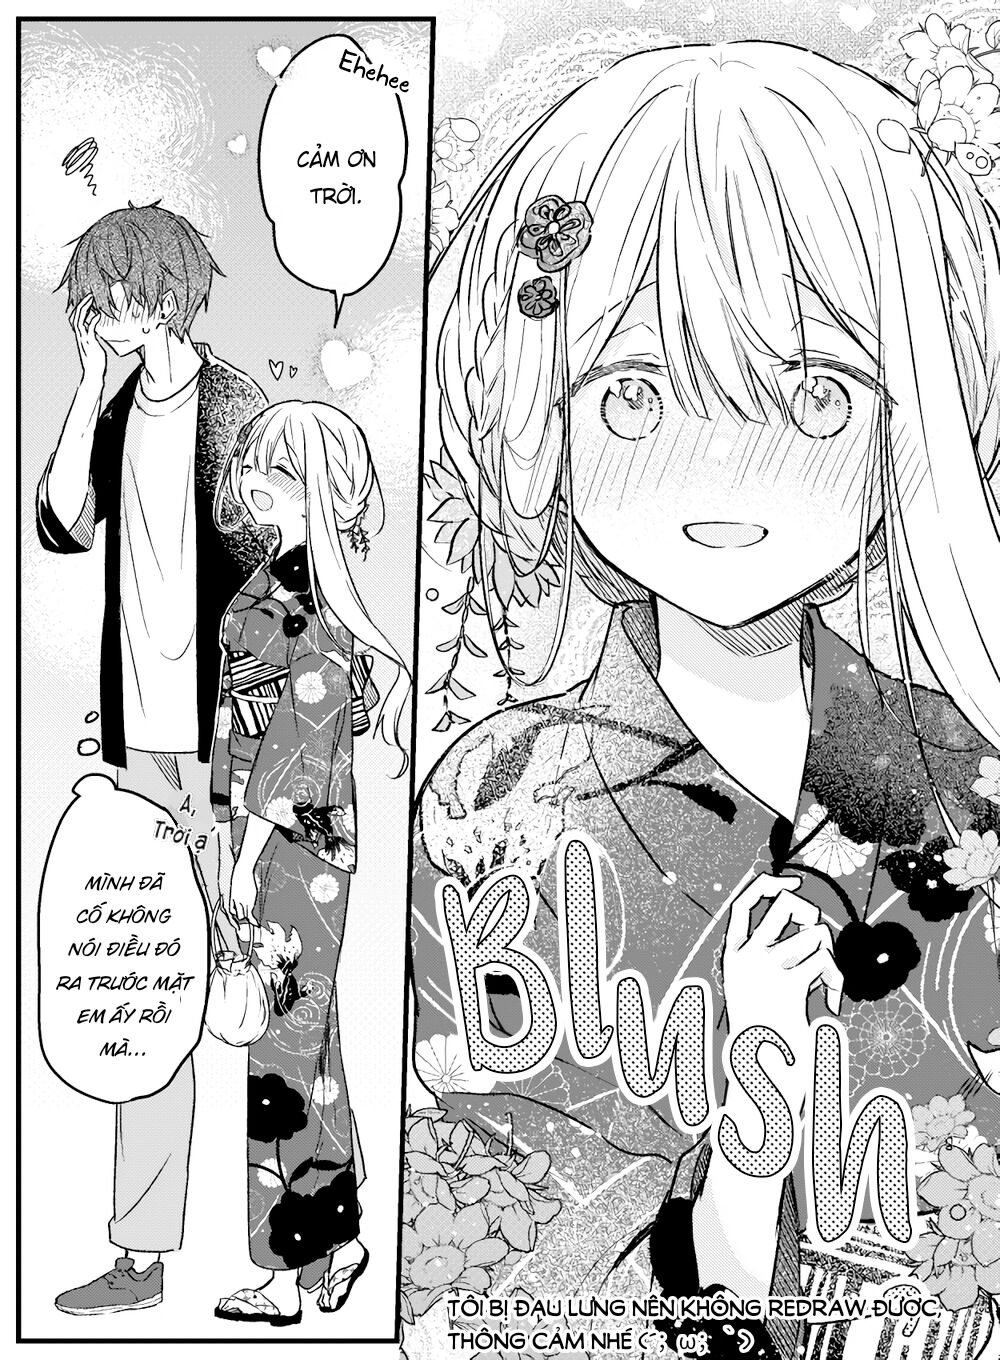 Ehehee
CẢM ƠN
TRỜI.
A,
Trời ạ
MÌNH ĐÃ
CỐ KHÔNG
NÓI ĐIỀU ĐÓ
RA TRƯỚC MẶT
EM ẤY RỒI
MÀ...
Blush
TÔI BỊ ĐAU LƯNG NÊN KHÔNG REDRAW ĐƯỢC,
THÔNG CẢM NHÉ (´; ω; `)